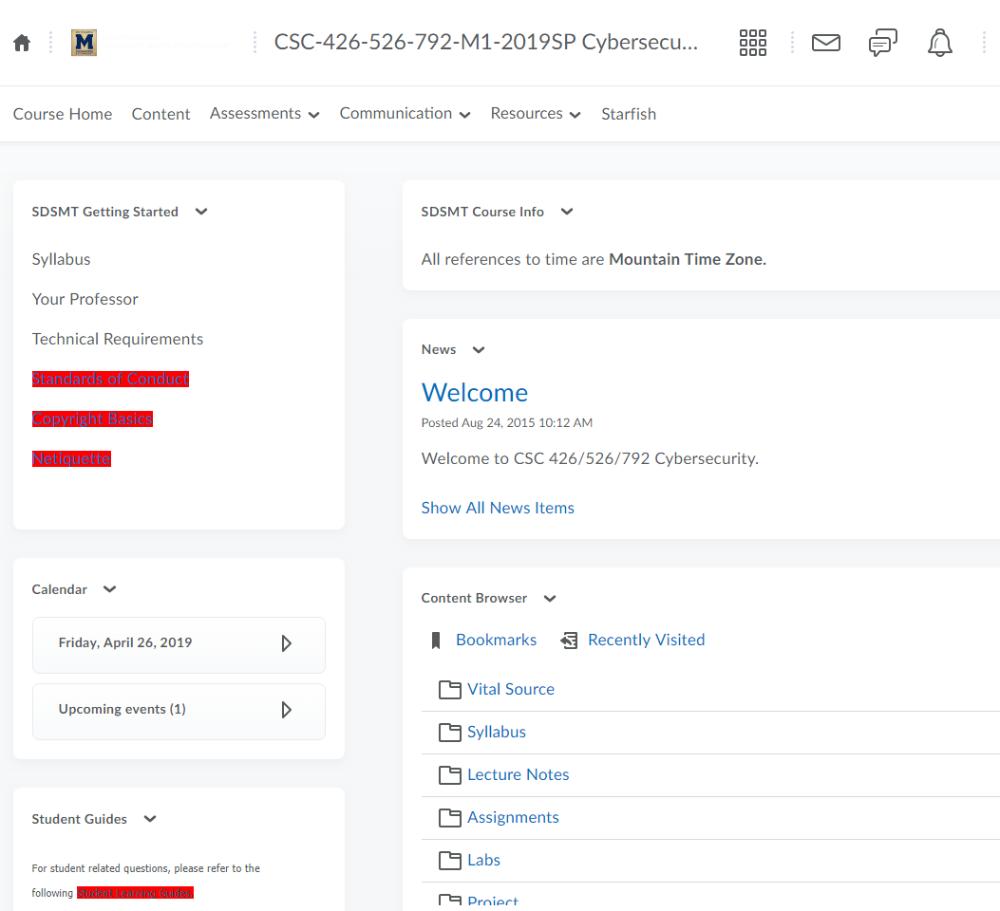 M
CSC-426-526-792-M1-2019SP Cybersecu...
Course Home Content Assessments Communication Resources Starfish
SDSMT Getting Started
Syllabus
Your Professor
Technical Requirements
Standards of Conduct
Copyright Basics
Netiquette
Calendar
Friday, April 26, 2019
Upcoming events (1)
Student Guides
For student related questions, please refer to the
following Student Learning Guides.
SDSMT Course Info
All references to time are Mountain Time Zone.
News
Welcome
Posted Aug 24, 2015 10:12 AM
Welcome to CSC 426/526/792 Cybersecurity.
Show All News Items
Content Browser
Bookmarks Recently Visited
Vital Source
Syllabus
Lecture Notes
Assignments
Labs
Project